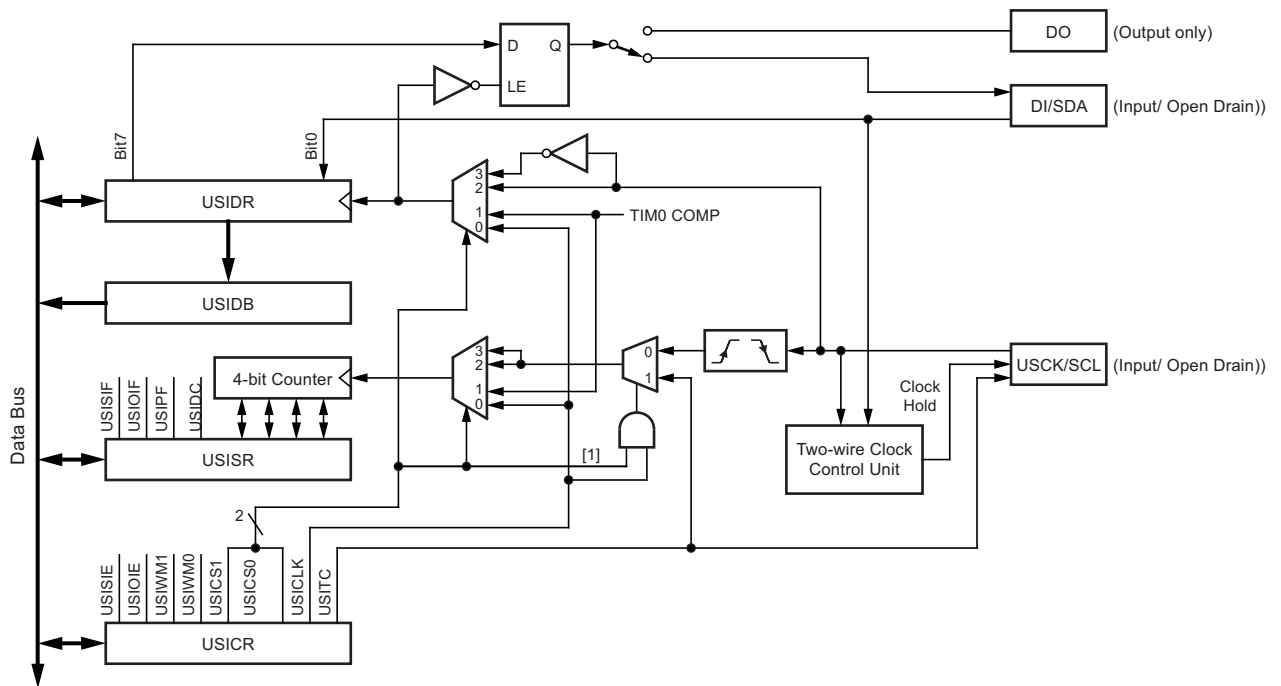 DO
(Output only)
D
Q
LE
DI/SDA
(Input/ Open Drain))
Bit7
Bit0
3
2
1
0
TIM0 COMP
USIDR
USIDB
3
2
1
0
0
1
4-bit Counter
USCK/SCL
(Input/ Open Drain))
Clock
Hold
USISIF
USIOIF
USIPF
USIDC
Data Bus
USISR
[1]
Two-wire Clock
Control Unit
2
USISIE
USIOIE
USIWM1
USIWM0
USICS1
USICS0
USICLK
USITC
USICR